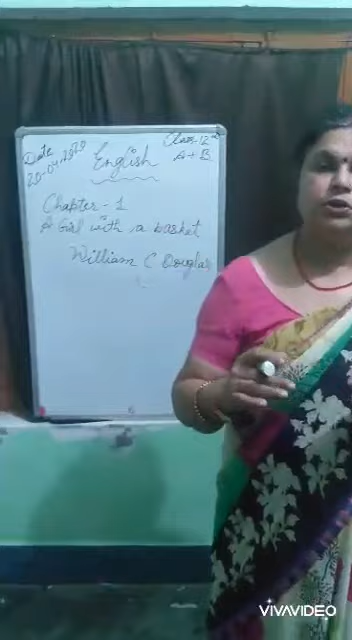 Date
20-04-2020
English
Class-12th
A+B
Chapter-1
A Girl with a basket
William C Douglas
VIVAVIDEO